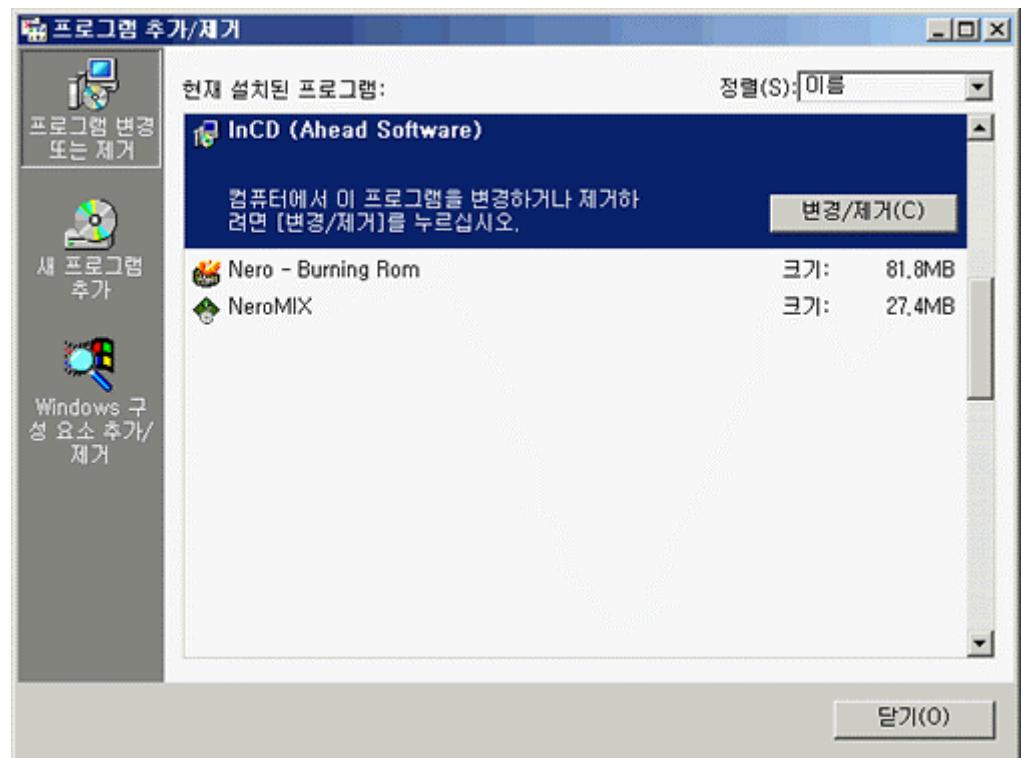 프로그램 추가/제거
프로그램 변경
또는 제거
새 프로그램
추가
Windows 구
성 요소 추가/
제거
현재 설치된 프로그램:
정렬(S): 이름
InCD (Ahead Software)
컴퓨터에서 이 프로그램을 변경하거나 제거하
려면 [변경/제거]를 누르십시오.
변경/제거(C)
Nero - Burning Rom 크기: 81.8MB
NeroMIX 크기: 27.4MB
닫기(O)